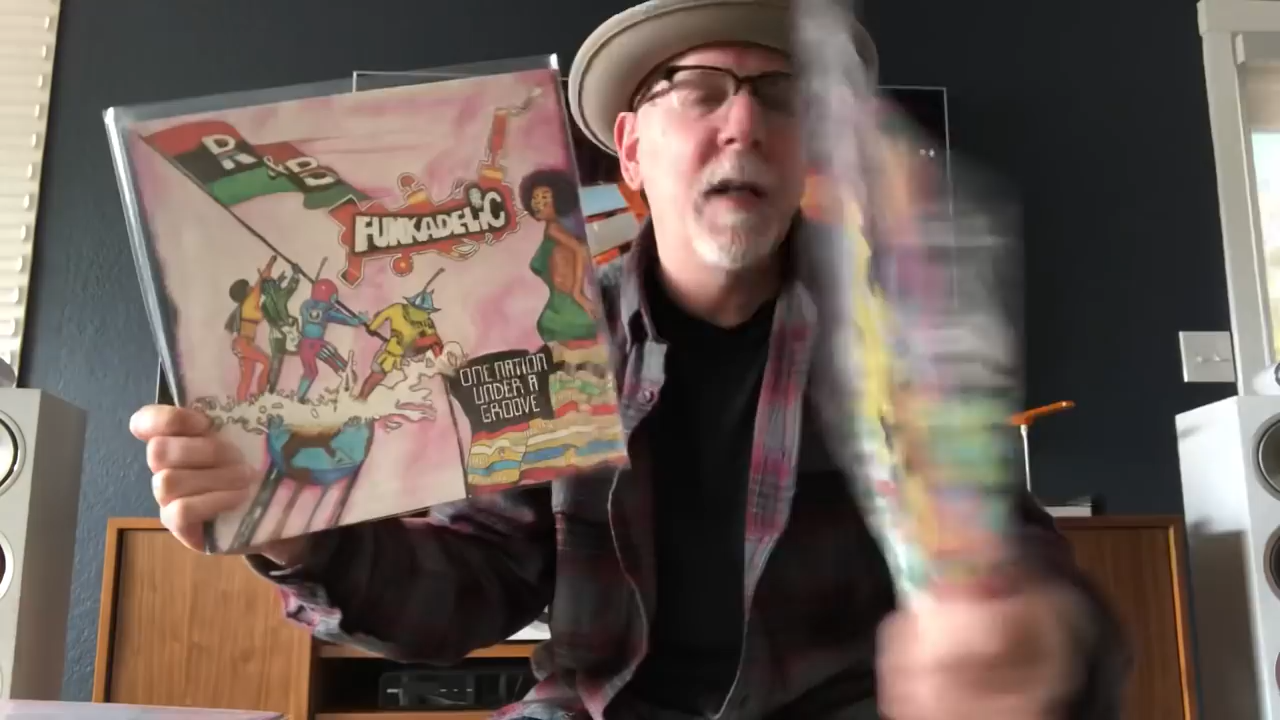 R&B
FUNKADELIC
ONE NATION
UNDER A
GROOVE